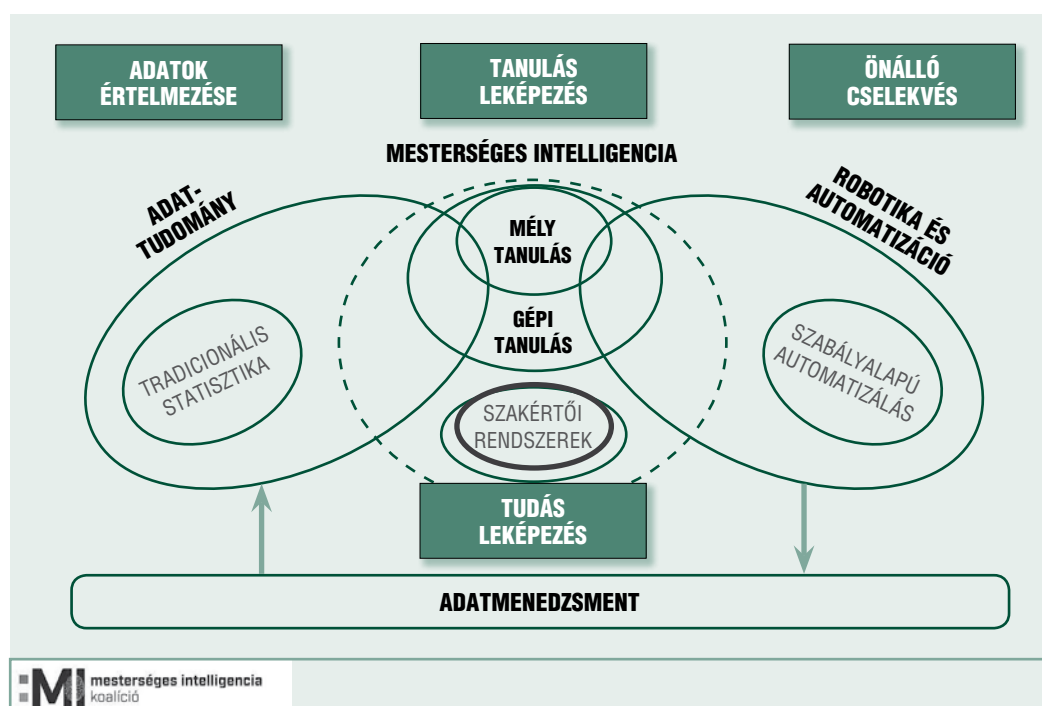 ADATOK
ÉRTELMEZÉSE
TANULÁS
LEKÉPEZÉS
ÖNÁLLÓ
CSELEKVÉS
MESTERSÉGES INTELLIGENCIA
ADAT-
TUDOMÁNY
ROBOTIKA ÉS
AUTOMATIZÁCIÓ
MÉLY
TANULÁS
GÉPI
TANULÁS
TRADICIONÁLIS
STATISZTIKA
SZABÁLYALAPÚ
AUTOMATIZÁLÁS
SZAKÉRTŐI
RENDSZEREK
TUDÁS
LEKÉPEZÉS
ADATMENEDZSMENT
MI mesterséges intelligencia
koalíció